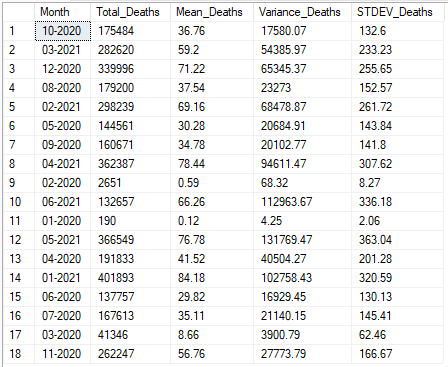 Month Total_Deaths Mean_Deaths Variance_Deaths STDEV_Deaths
1 10-2020 175484 36.76 17580.07 132.6
2 03-2021 282620 59.2 54385.97 233.23
3 12-2020 339996 71.22 65345.37 255.65
4 08-2020 179200 37.54 23273 152.57
5 02-2021 298239 69.16 68478.87 261.72
6 05-2020 144561 30.28 20684.91 143.84
7 09-2020 160671 34.78 20102.77 141.8
8 04-2021 362387 78.44 94611.47 307.62
9 02-2020 2651 0.59 68.32 8.27
10 06-2021 132657 66.26 112963.67 336.18
11 01-2020 190 0.12 4.25 2.06
12 05-2021 366549 76.78 131769.47 363.04
13 04-2020 191833 41.52 40504.27 201.28
14 01-2021 401893 84.18 102758.43 320.59
15 06-2020 137757 29.82 16929.45 130.13
16 07-2020 167613 35.11 21140.15 145.41
17 03-2020 41346 8.66 3900.79 62.46
18 11-2020 262247 56.76 27773.79 166.67